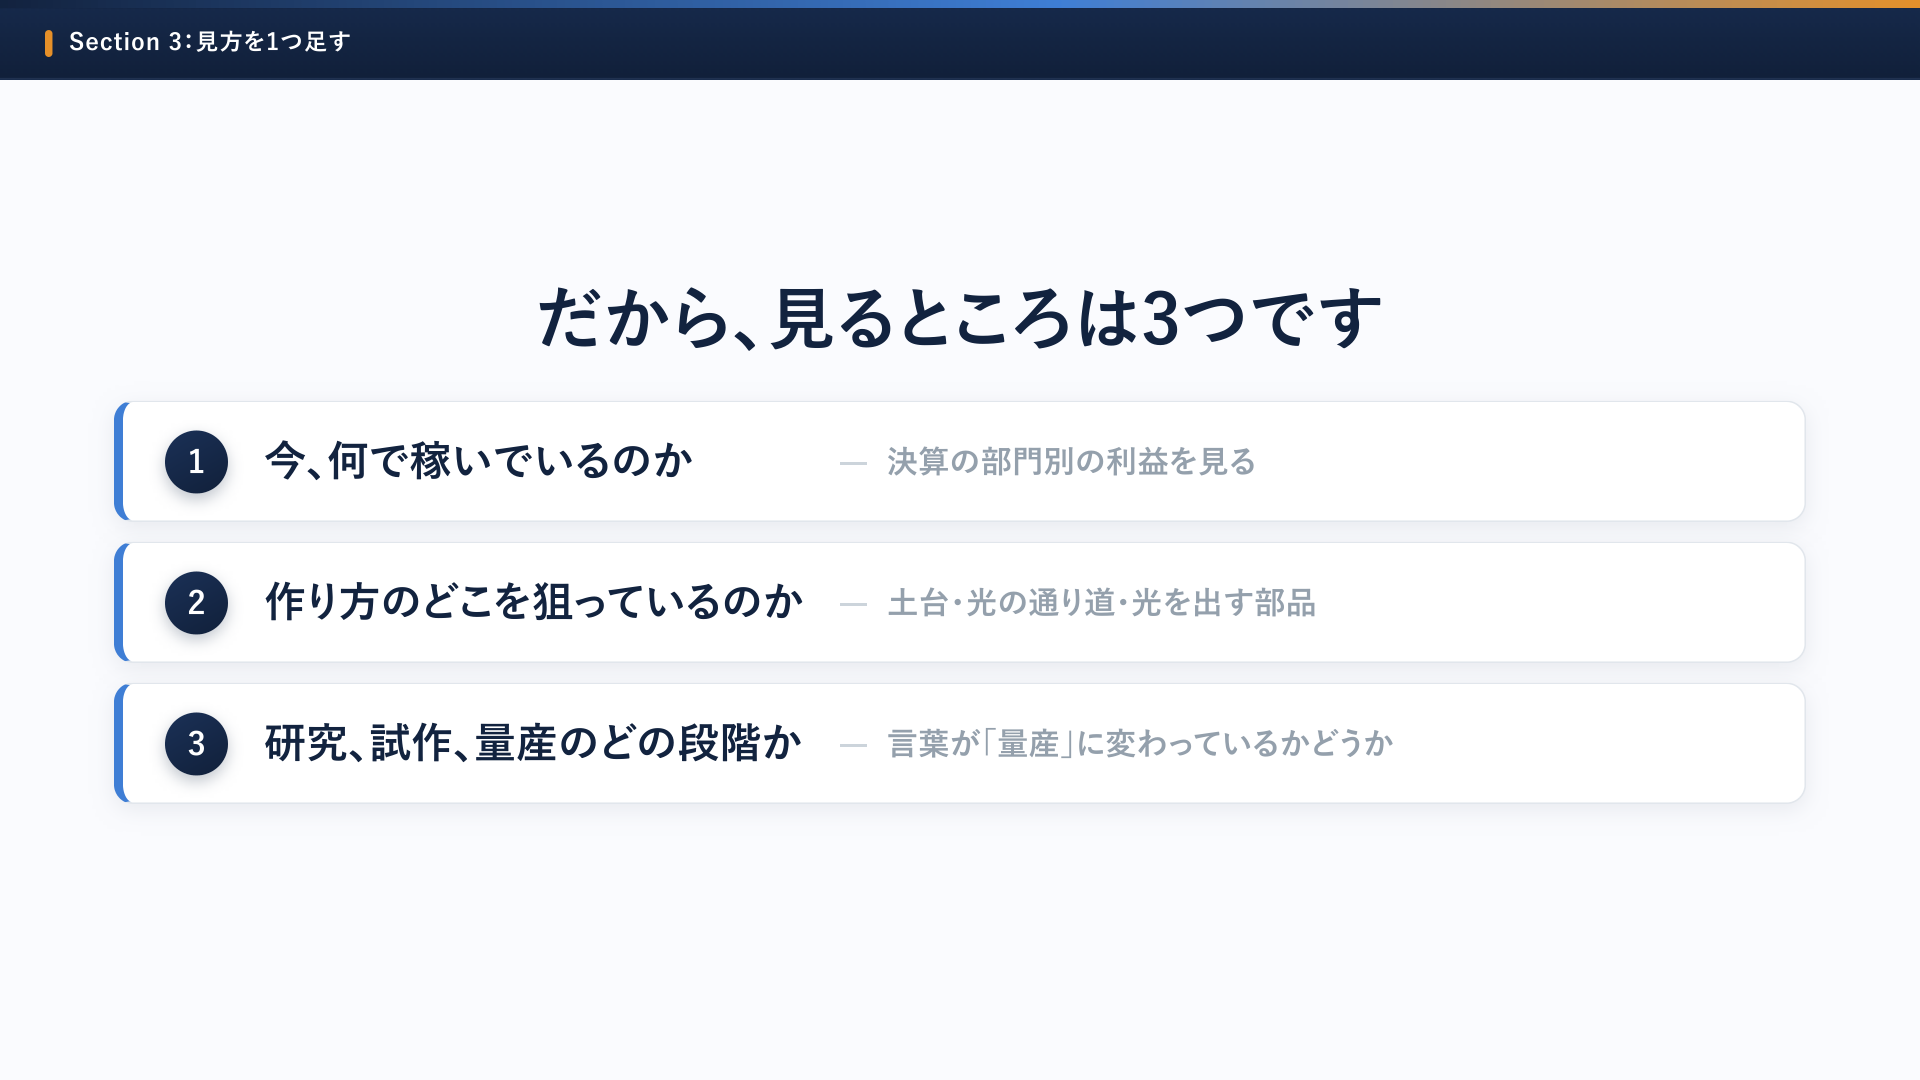 Section 3：見方を1つ足す
だから、見るところは3つです
1 今、何で稼いでいるのか — 決算の部門別の利益を見る
2 作り方のどこを狙っているのか — 土台・光の通り道・光を出す部品
3 研究、試作、量産のどの段階か — 言葉が「量産」に変わっているかどうか